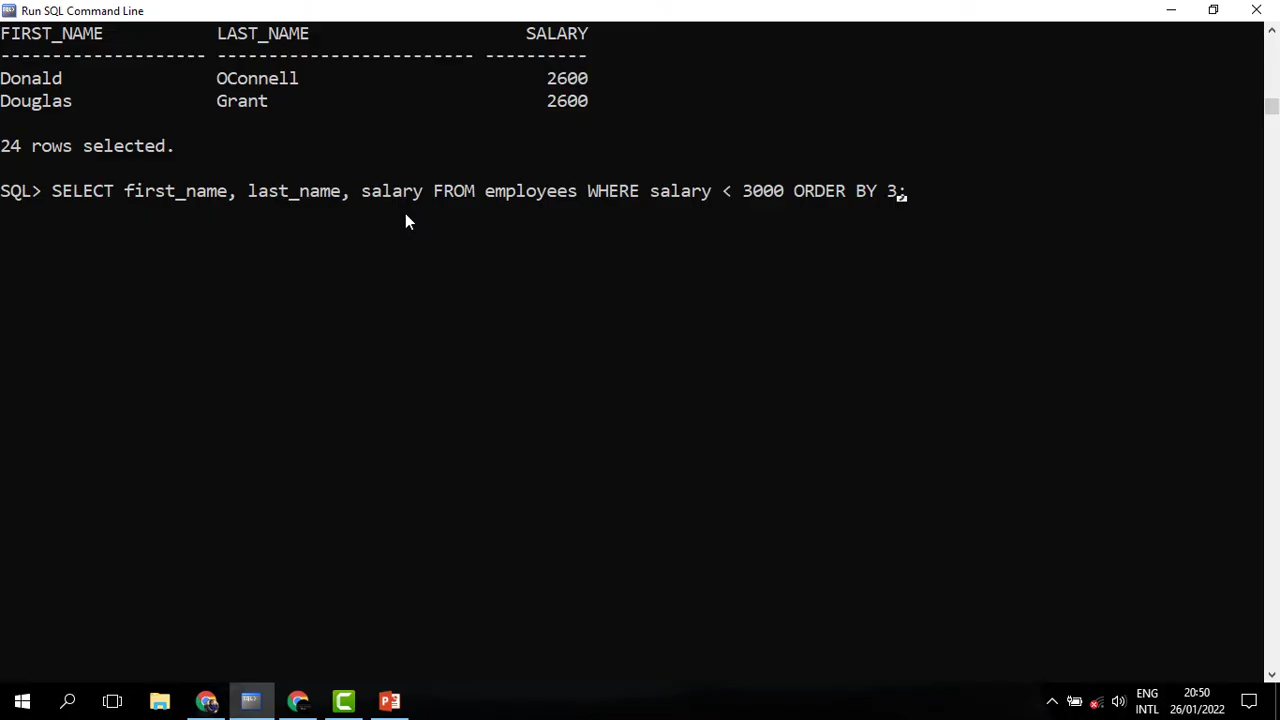 Run SQL Command Line
FIRST_NAME LAST_NAME SALARY
-------------------- ------------------------- ----------
Donald OConnell 2600
Douglas Grant 2600
24 rows selected.
SQL> SELECT first_name, last_name, salary FROM employees WHERE salary < 3000 ORDER BY 3;
ENG 20:50
INTL 26/01/2022